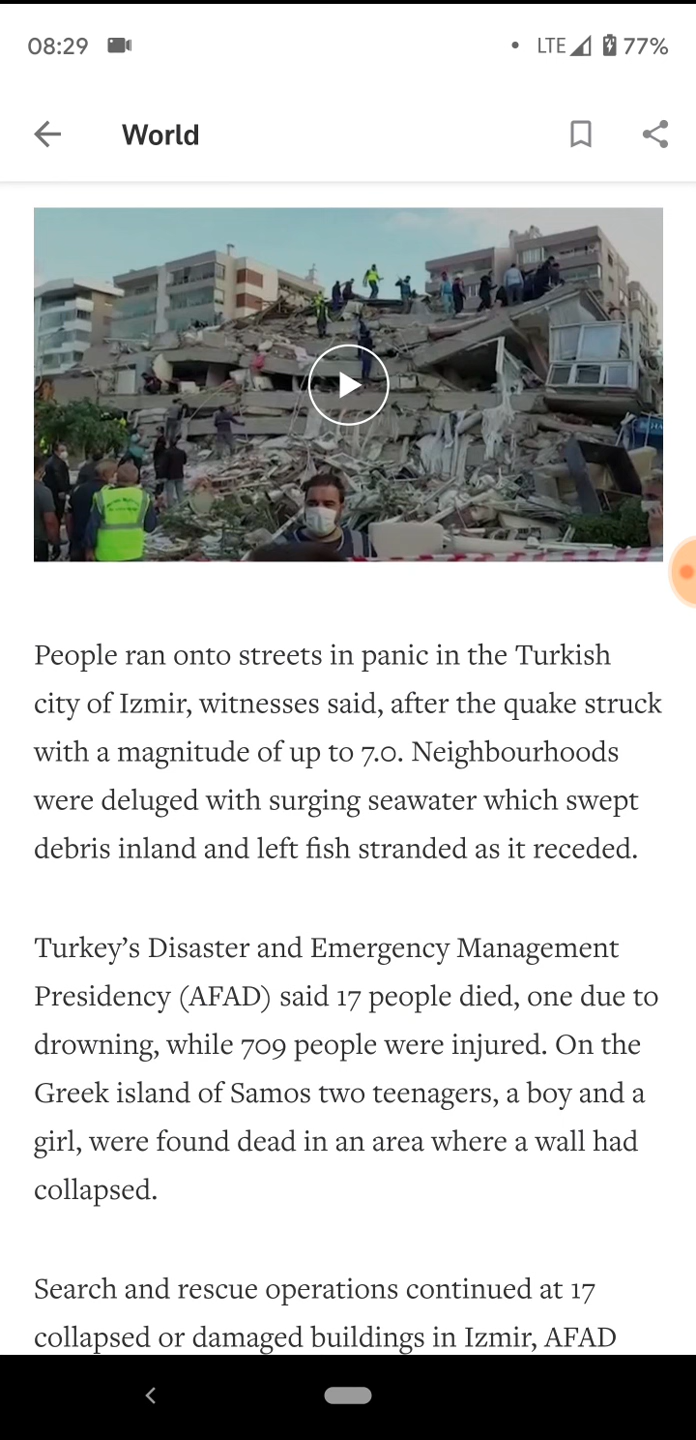 08:29
LTE
77%
World
People ran onto streets in panic in the Turkish
city of Izmir, witnesses said, after the quake struck
with a magnitude of up to 7.0. Neighbourhoods
were deluged with surging seawater which swept
debris inland and left fish stranded as it receded.
Turkey’s Disaster and Emergency Management
Presidency (AFAD) said 17 people died, one due to
drowning, while 709 people were injured. On the
Greek island of Samos two teenagers, a boy and a
girl, were found dead in an area where a wall had
collapsed.
Search and rescue operations continued at 17
collapsed or damaged buildings in Izmir, AFAD